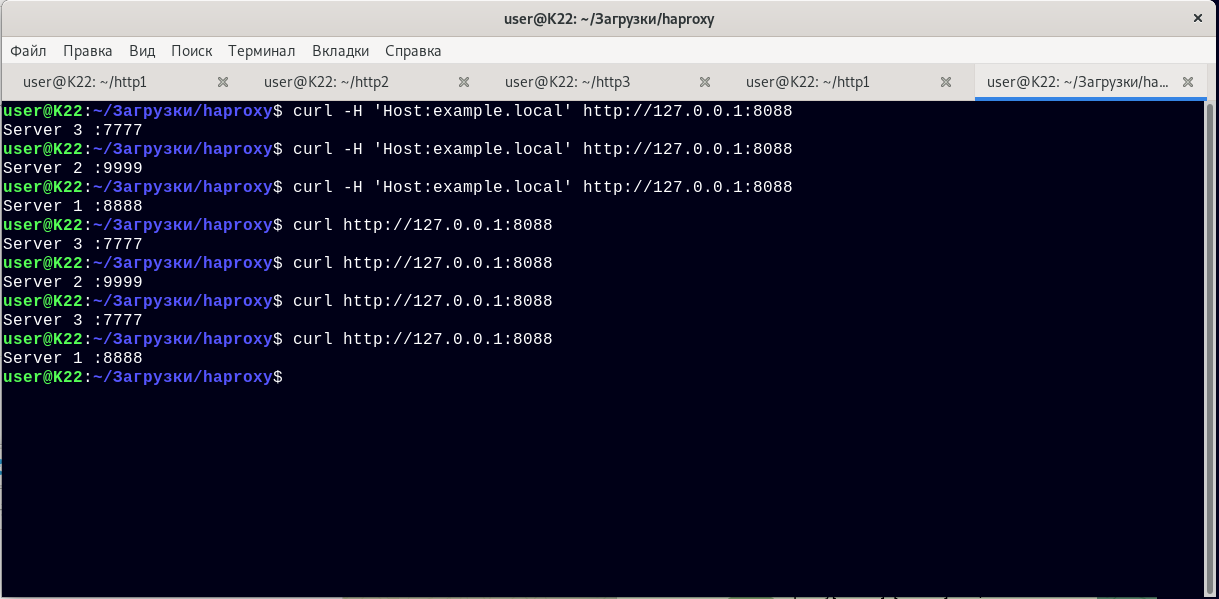 user@K22: ~/Загрузки/haproxy
Файл Правка Вид Поиск Терминал Вкладки Справка
user@K22: ~/http1 user@K22: ~/http2 user@K22: ~/http3 user@K22: ~/http1 user@K22: ~/Загрузки/ha...
user@K22:~/Загрузки/haproxy$ curl -H 'Host:example.local' http://127.0.0.1:8088
Server 3 :7777
user@K22:~/Загрузки/haproxy$ curl -H 'Host:example.local' http://127.0.0.1:8088
Server 2 :9999
user@K22:~/Загрузки/haproxy$ curl -H 'Host:example.local' http://127.0.0.1:8088
Server 1 :8888
user@K22:~/Загрузки/haproxy$ curl http://127.0.0.1:8088
Server 3 :7777
user@K22:~/Загрузки/haproxy$ curl http://127.0.0.1:8088
Server 2 :9999
user@K22:~/Загрузки/haproxy$ curl http://127.0.0.1:8088
Server 3 :7777
user@K22:~/Загрузки/haproxy$ curl http://127.0.0.1:8088
Server 1 :8888
user@K22:~/Загрузки/haproxy$